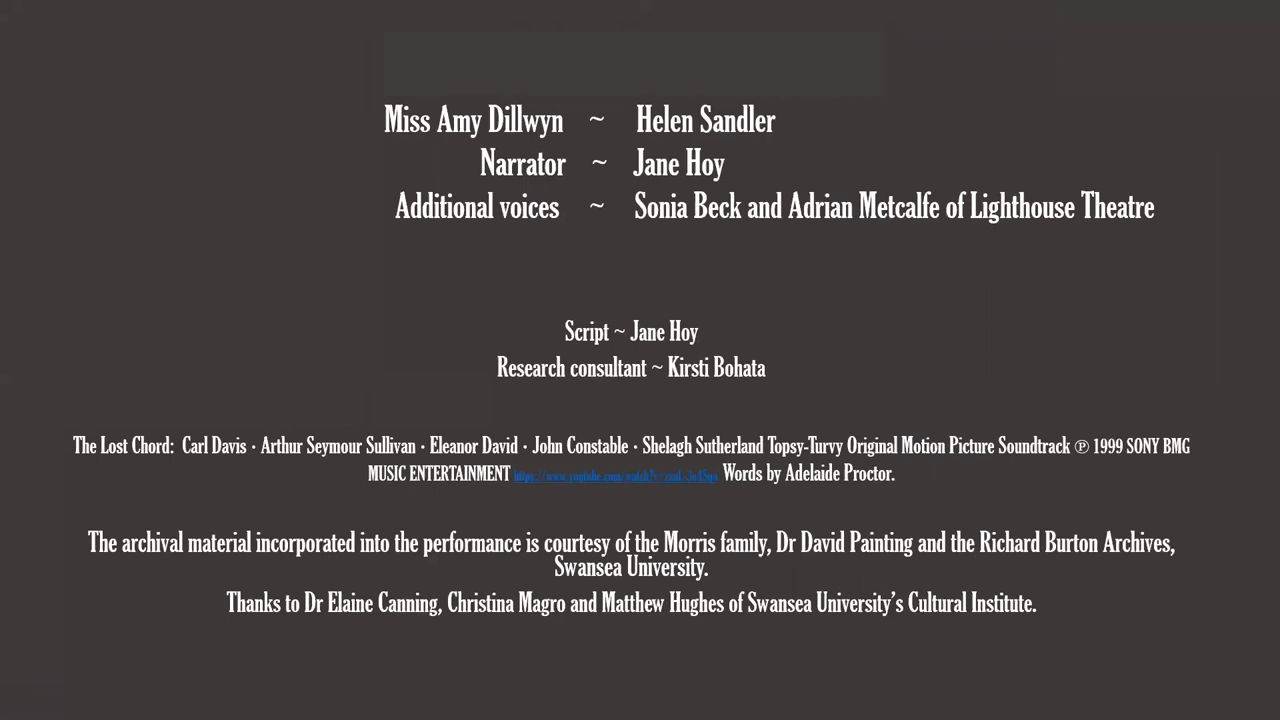 Miss Amy Dillwyn ~ Helen Sandler
Narrator ~ Jane Hoy
Additional voices ~ Sonia Beck and Adrian Metcalfe of Lighthouse Theatre
Script ~ Jane Hoy
Research consultant ~ Kirsti Bohata
The Lost Chord: Carl Davis · Arthur Seymour Sullivan · Eleanor David · John Constable · Shelagh Sutherland Topsy-Turvy Original Motion Picture Soundtrack ℗ 1999 SONY BMG
MUSIC ENTERTAINMENT Words by Adelaide Proctor.
The archival material incorporated into the performance is courtesy of the Morris family, Dr David Painting and the Richard Burton Archives,
Swansea University.
Thanks to Dr Elaine Canning, Christina Magro and Matthew Hughes of Swansea University's Cultural Institute.